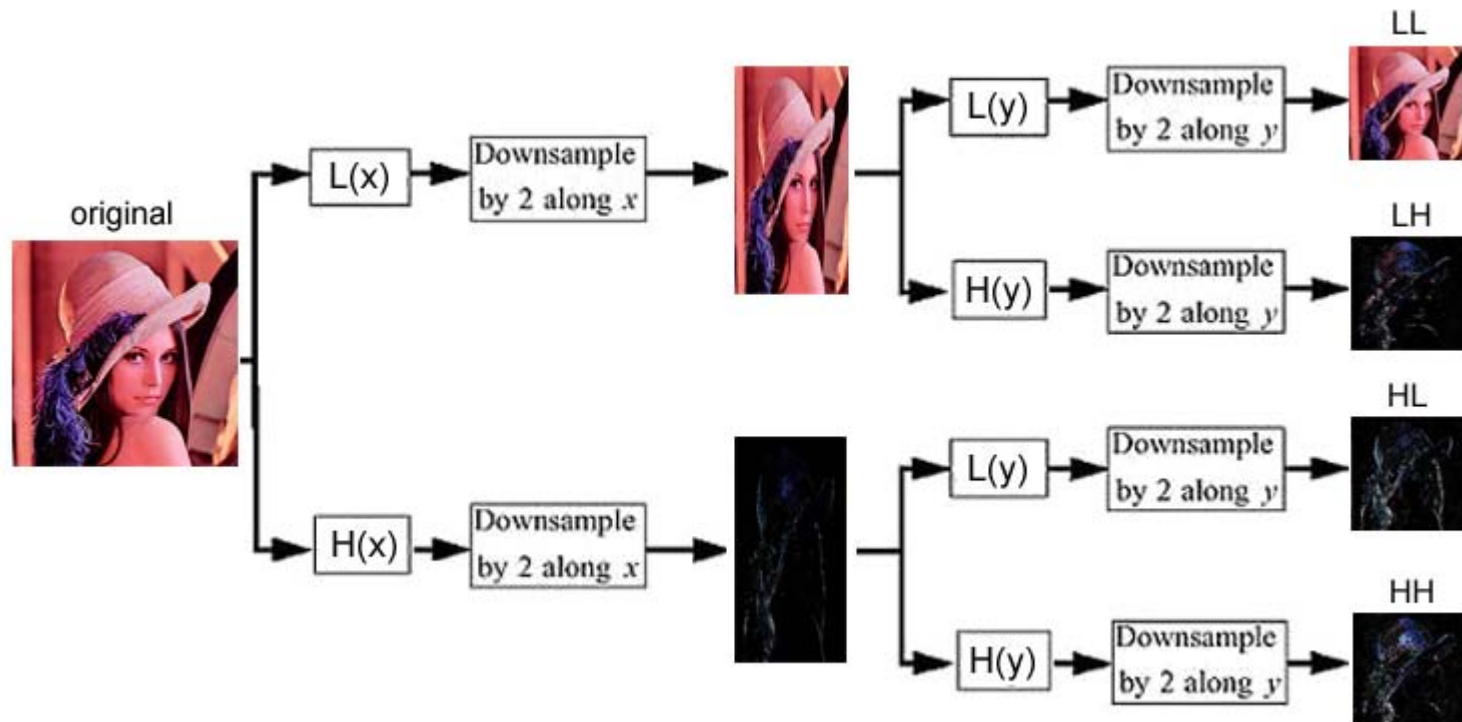 original
L(x)
Downsample
by 2 along x
H(x)
Downsample
by 2 along x
L(y)
Downsample
by 2 along y
LL
H(y)
Downsample
by 2 along y
LH
L(y)
Downsample
by 2 along y
HL
H(y)
Downsample
by 2 along y
HH